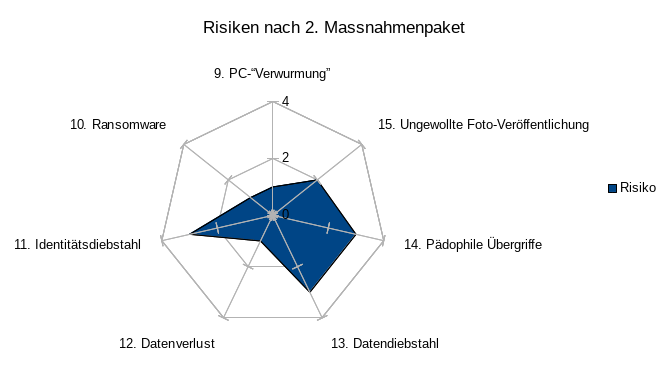 Risiken nach 2. Massnahmenpaket
9. PC-“Verwurmung”
4
10. Ransomware
15. Ungewollte Foto-Veröffentlichung
2
Risiko
0
11. Identitätsdiebstahl
14. Pädophile Übergriffe
12. Datenverlust
13. Datendiebstahl